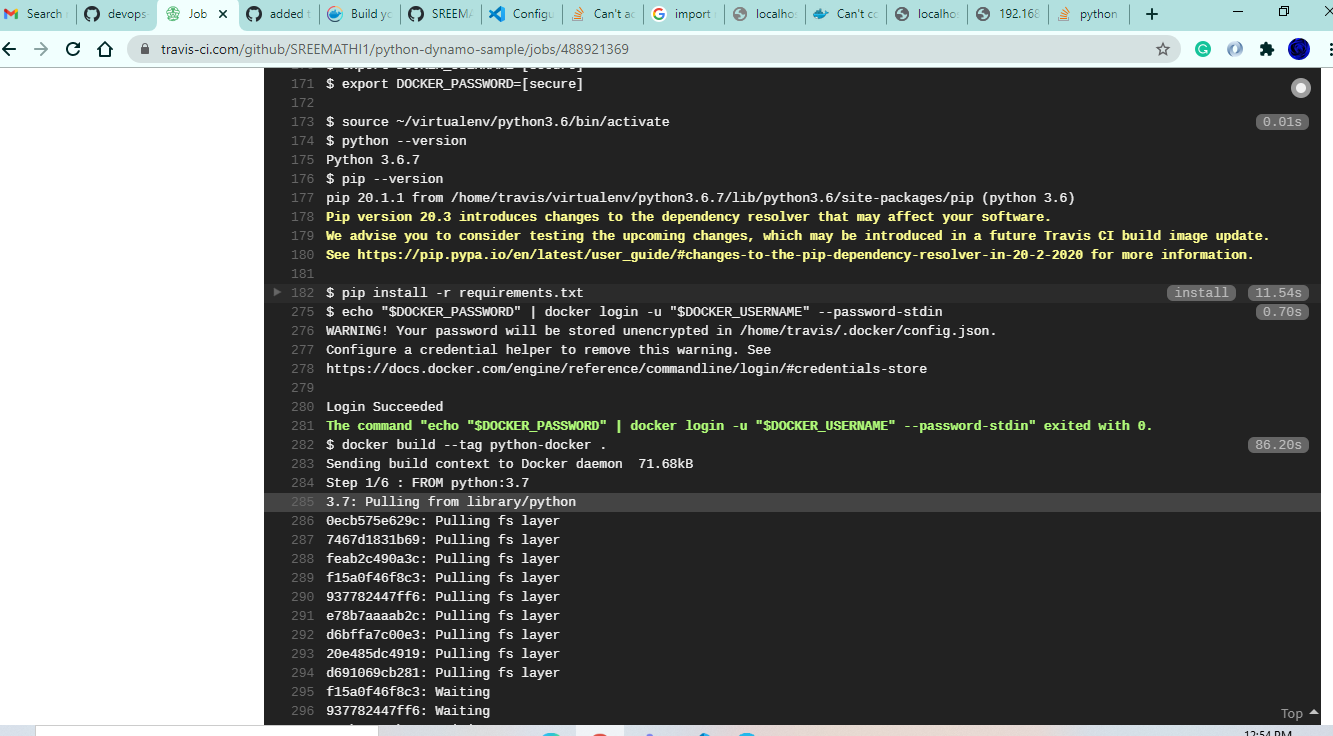 Search
devops
Job
added t
Build yc
SREEMA
Configu
Can't ac
import
localhos
Can't co
localhos
192.168
python
travis-ci.com/github/SREEMATHI1/python-dynamo-sample/jobs/488921369
171 $ export DOCKER_PASSWORD=[secure]
172
173 $ source ~/virtualenv/python3.6/bin/activate 0.01s
174 $ python --version
175 Python 3.6.7
176 $ pip --version
177 pip 20.1.1 from /home/travis/virtualenv/python3.6.7/lib/python3.6/site-packages/pip (python 3.6)
178 Pip version 20.3 introduces changes to the dependency resolver that may affect your software.
179 We advise you to consider testing the upcoming changes, which may be introduced in a future Travis CI build image update.
180 See https://pip.pypa.io/en/latest/user_guide/#changes-to-the-pip-dependency-resolver-in-20-2-2020 for more information.
181
182 $ pip install -r requirements.txt install 11.54s
275 $ echo "$DOCKER_PASSWORD" | docker login -u "$DOCKER_USERNAME" --password-stdin 0.70s
276 WARNING! Your password will be stored unencrypted in /home/travis/.docker/config.json.
277 Configure a credential helper to remove this warning. See
278 https://docs.docker.com/engine/reference/commandline/login/#credentials-store
279
280 Login Succeeded
281 The command "echo "$DOCKER_PASSWORD" | docker login -u "$DOCKER_USERNAME" --password-stdin" exited with 0.
282 $ docker build --tag python-docker . 86.20s
283 Sending build context to Docker daemon 71.68kB
284 Step 1/6 : FROM python:3.7
285 3.7: Pulling from library/python
286 0ecb575e629c: Pulling fs layer
287 7467d1831b69: Pulling fs layer
288 feab2c490a3c: Pulling fs layer
289 f15a0f46f8c3: Pulling fs layer
290 937782447ff6: Pulling fs layer
291 e78b7aaaab2c: Pulling fs layer
292 d6bffa7c00e3: Pulling fs layer
293 20e485dc4919: Pulling fs layer
294 d691069cb281: Pulling fs layer
295 f15a0f46f8c3: Waiting
296 937782447ff6: Waiting
Top
12:54 PM